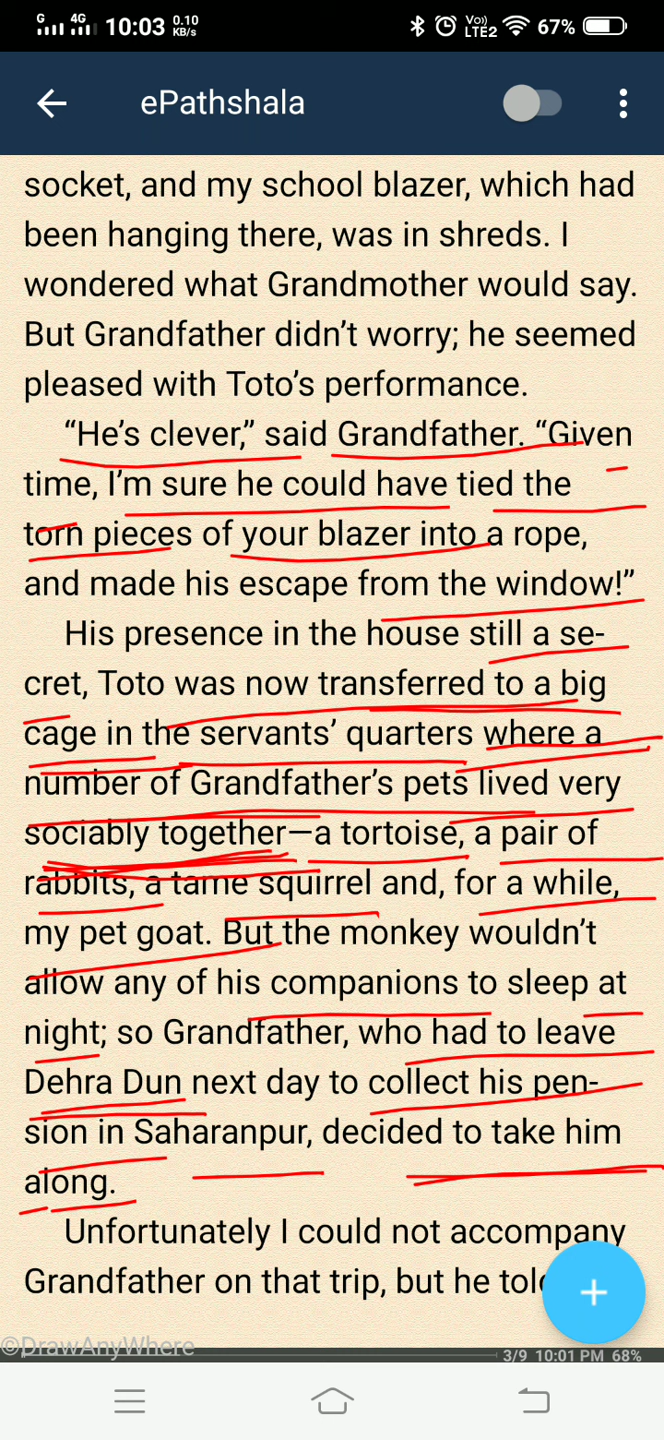 G 4G 10:03 0.10 KB/s Vo)) LTE2 67%
ePathshala
socket, and my school blazer, which had
been hanging there, was in shreds. I
wondered what Grandmother would say.
But Grandfather didn’t worry; he seemed
pleased with Toto’s performance.
“He’s clever,” said Grandfather. “Given
time, I’m sure he could have tied the
torn pieces of your blazer into a rope,
and made his escape from the window!”
His presence in the house still a se-
cret, Toto was now transferred to a big
cage in the servants’ quarters where a
number of Grandfather’s pets lived very
sociably together—a tortoise, a pair of
rabbits, a tame squirrel and, for a while,
my pet goat. But the monkey wouldn’t
allow any of his companions to sleep at
night; so Grandfather, who had to leave
Dehra Dun next day to collect his pen-
sion in Saharanpur, decided to take him
along.
Unfortunately I could not accompany
Grandfather on that trip, but he tol
+
©DrawAnyWhere
3/9 10:01 PM 68%